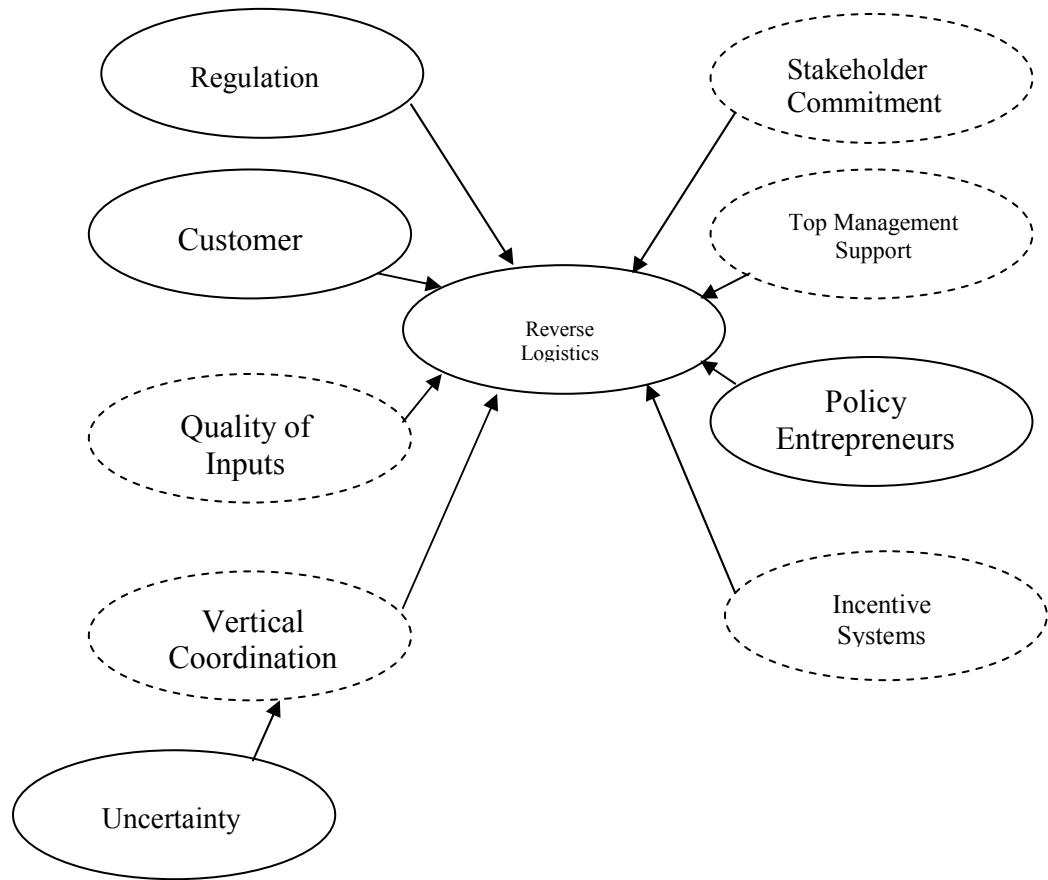 Regulation
Stakeholder
Commitment
Customer
Top Management
Support
Reverse
Logistics
Quality of
Inputs
Policy
Entrepreneurs
Vertical
Coordination
Incentive
Systems
Uncertainty